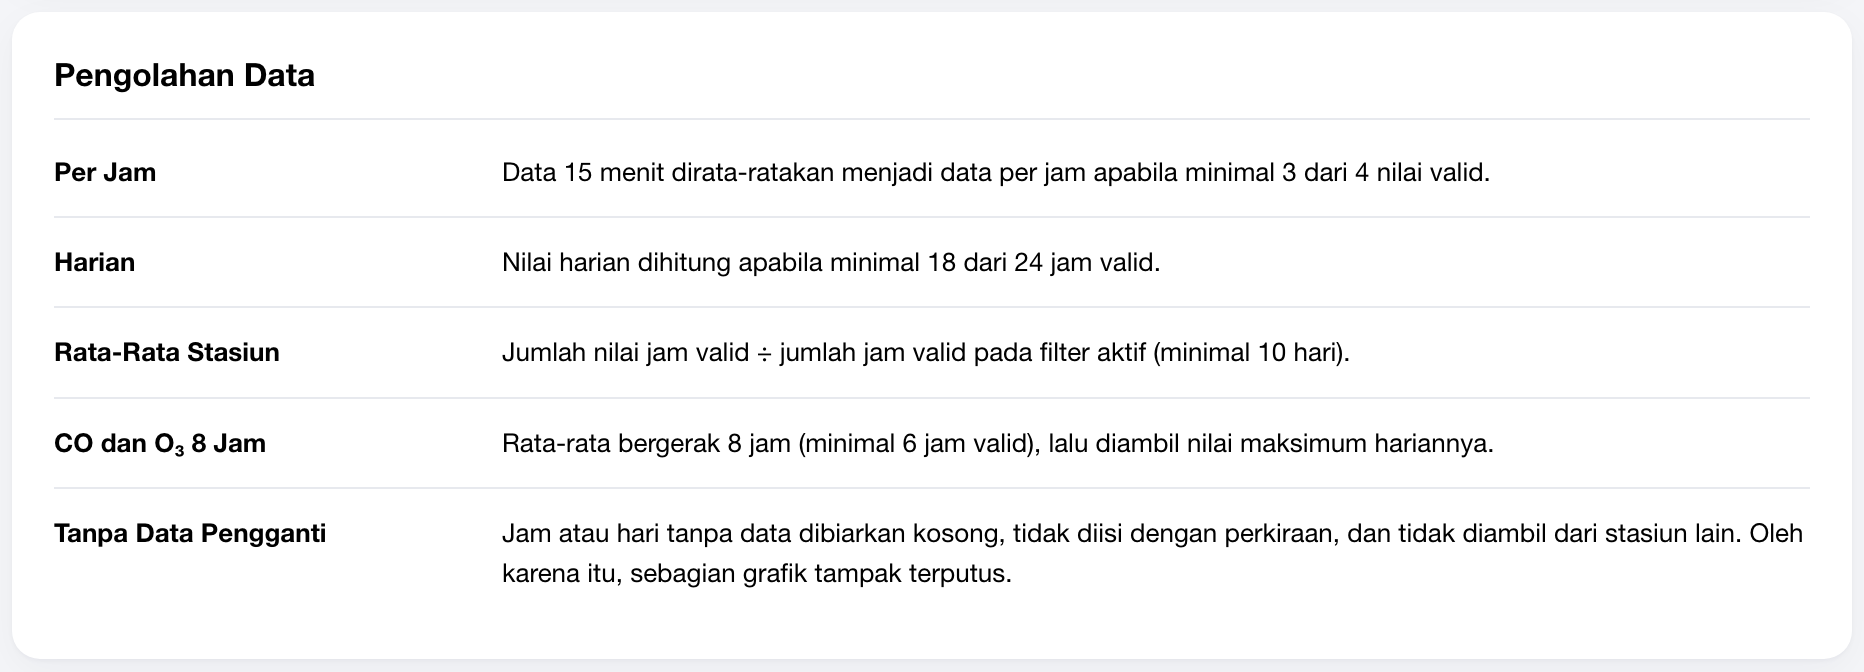 Pengolahan Data
Per Jam
Data 15 menit dirata-ratakan menjadi data per jam apabila minimal 3 dari 4 nilai valid.
Harian
Nilai harian dihitung apabila minimal 18 dari 24 jam valid.
Rata-Rata Stasiun
Jumlah nilai jam valid ÷ jumlah jam valid pada filter aktif (minimal 10 hari).
CO dan O₃ 8 Jam
Rata-rata bergerak 8 jam (minimal 6 jam valid), lalu diambil nilai maksimum hariannya.
Tanpa Data Pengganti
Jam atau hari tanpa data dibiarkan kosong, tidak diisi dengan perkiraan, dan tidak diambil dari stasiun lain. Oleh
karena itu, sebagian grafik tampak terputus.